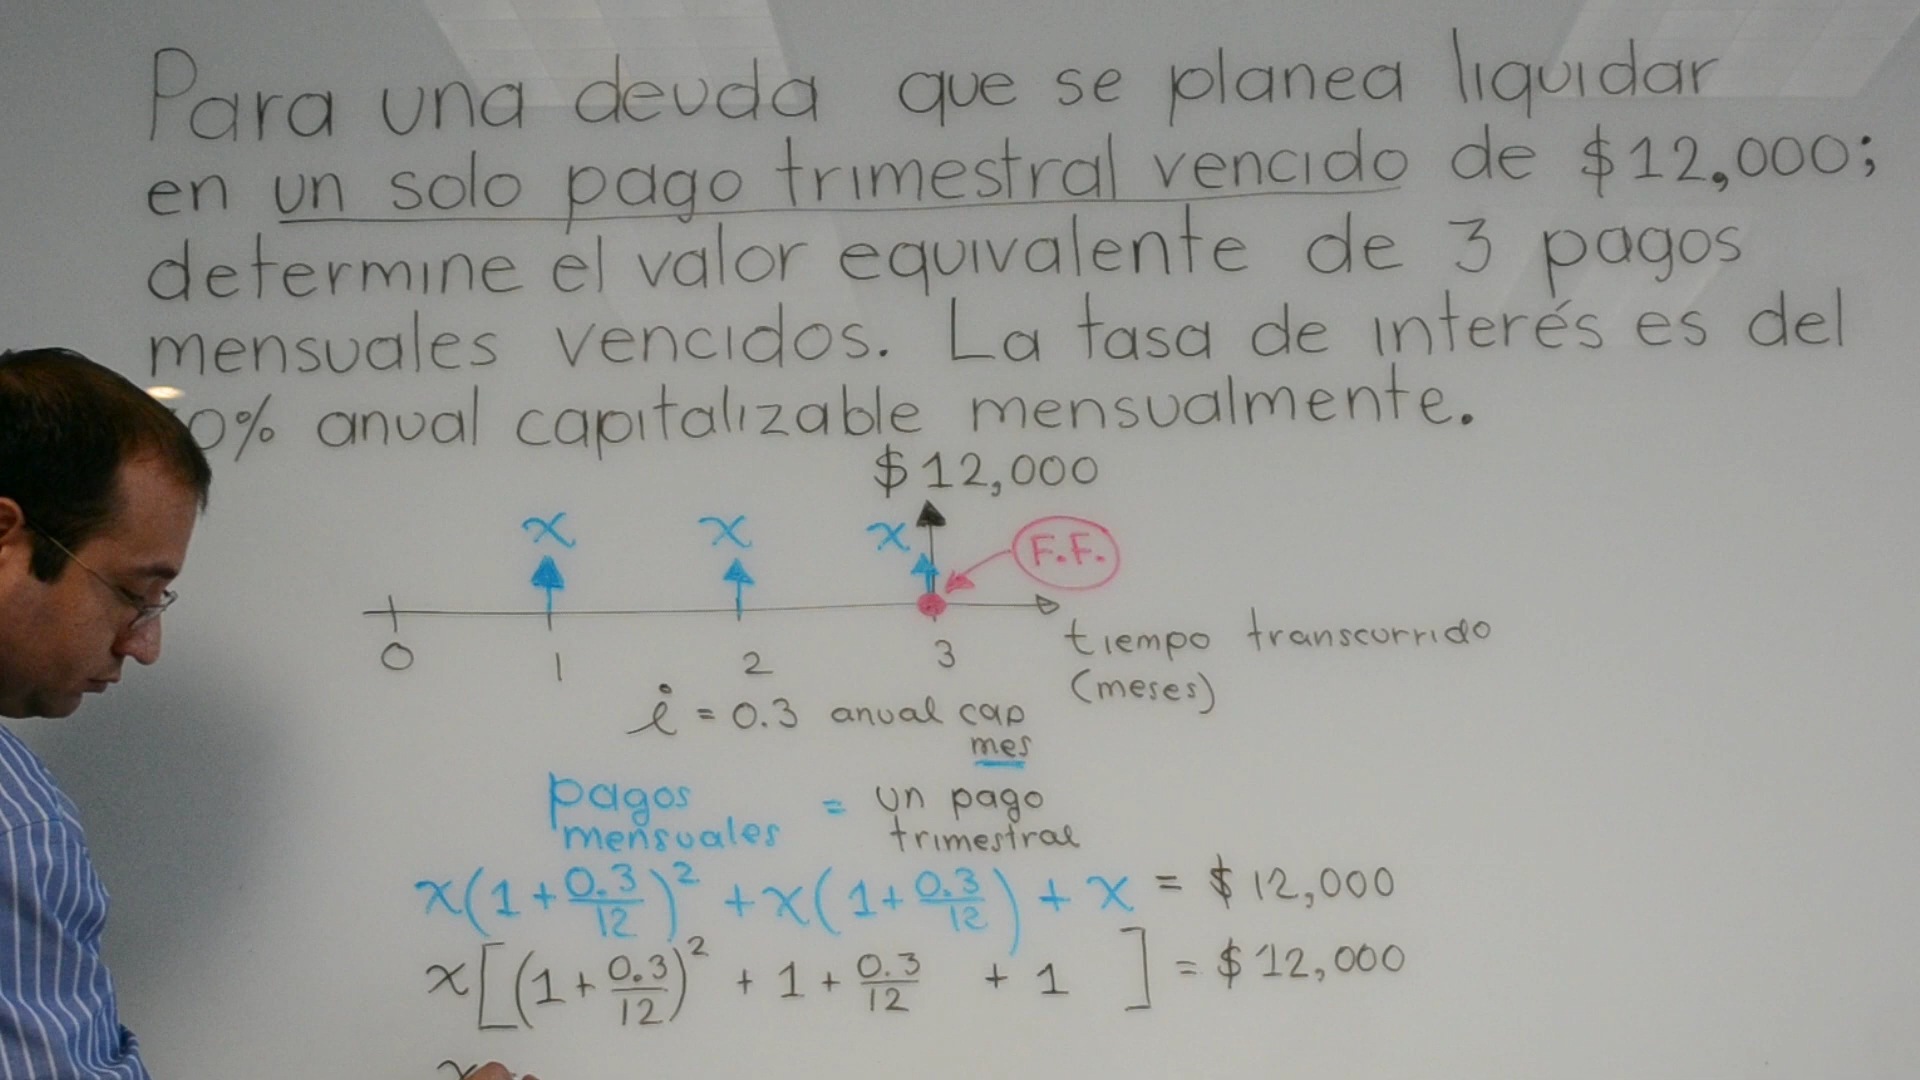 Para una deuda que se planea liquidar
en un solo pago trimestral vencido de $12,000;
determine el valor equivalente de 3 pagos
mensuales vencidos. La tasa de interés es del
0% anual capitalizable mensualmente.
$12,000
x x x F.F.
0 1 2 3
tiempo transcurrido
(meses)
i = 0.3 anual cap
mes
pagos mensuales = un pago trimestral
x(1+0.3/12)² + x(1+0.3/12) + x = $12,000
x[(1+0.3/12)² + 1 + 0.3/12 + 1] = $12,000